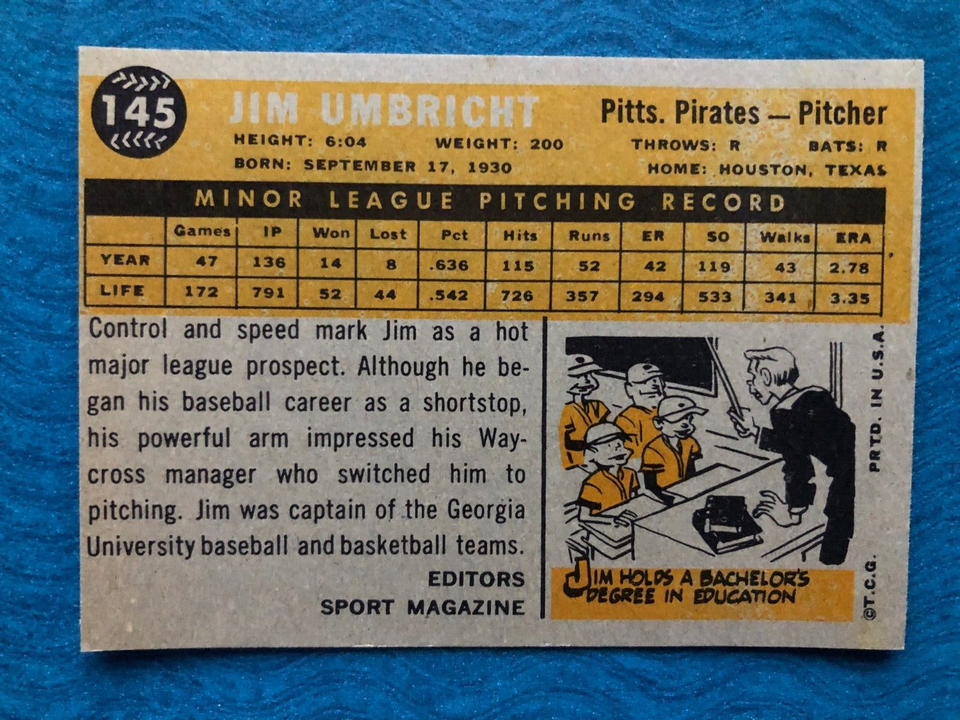 145
JIM UMBRICHT
Pitts. Pirates — Pitcher
HEIGHT: 6:04 WEIGHT: 200 THROWS: R BATS: R
BORN: SEPTEMBER 17, 1930 HOME: HOUSTON, TEXAS
MINOR LEAGUE PITCHING RECORD
Games IP Won Lost Pct Hits Runs ER SO Walks ERA
YEAR 47 136 14 8 .636 115 52 42 119 43 2.78
LIFE 172 791 52 44 .542 726 357 294 533 341 3.35
Control and speed mark Jim as a hot
major league prospect. Although he be-
gan his baseball career as a shortstop,
his powerful arm impressed his Way-
cross manager who switched him to
pitching. Jim was captain of the Georgia
University baseball and basketball teams.
EDITORS
SPORT MAGAZINE
JIM HOLDS A BACHELOR'S
DEGREE IN EDUCATION
©T.C.G. PRTD. IN U.S.A.